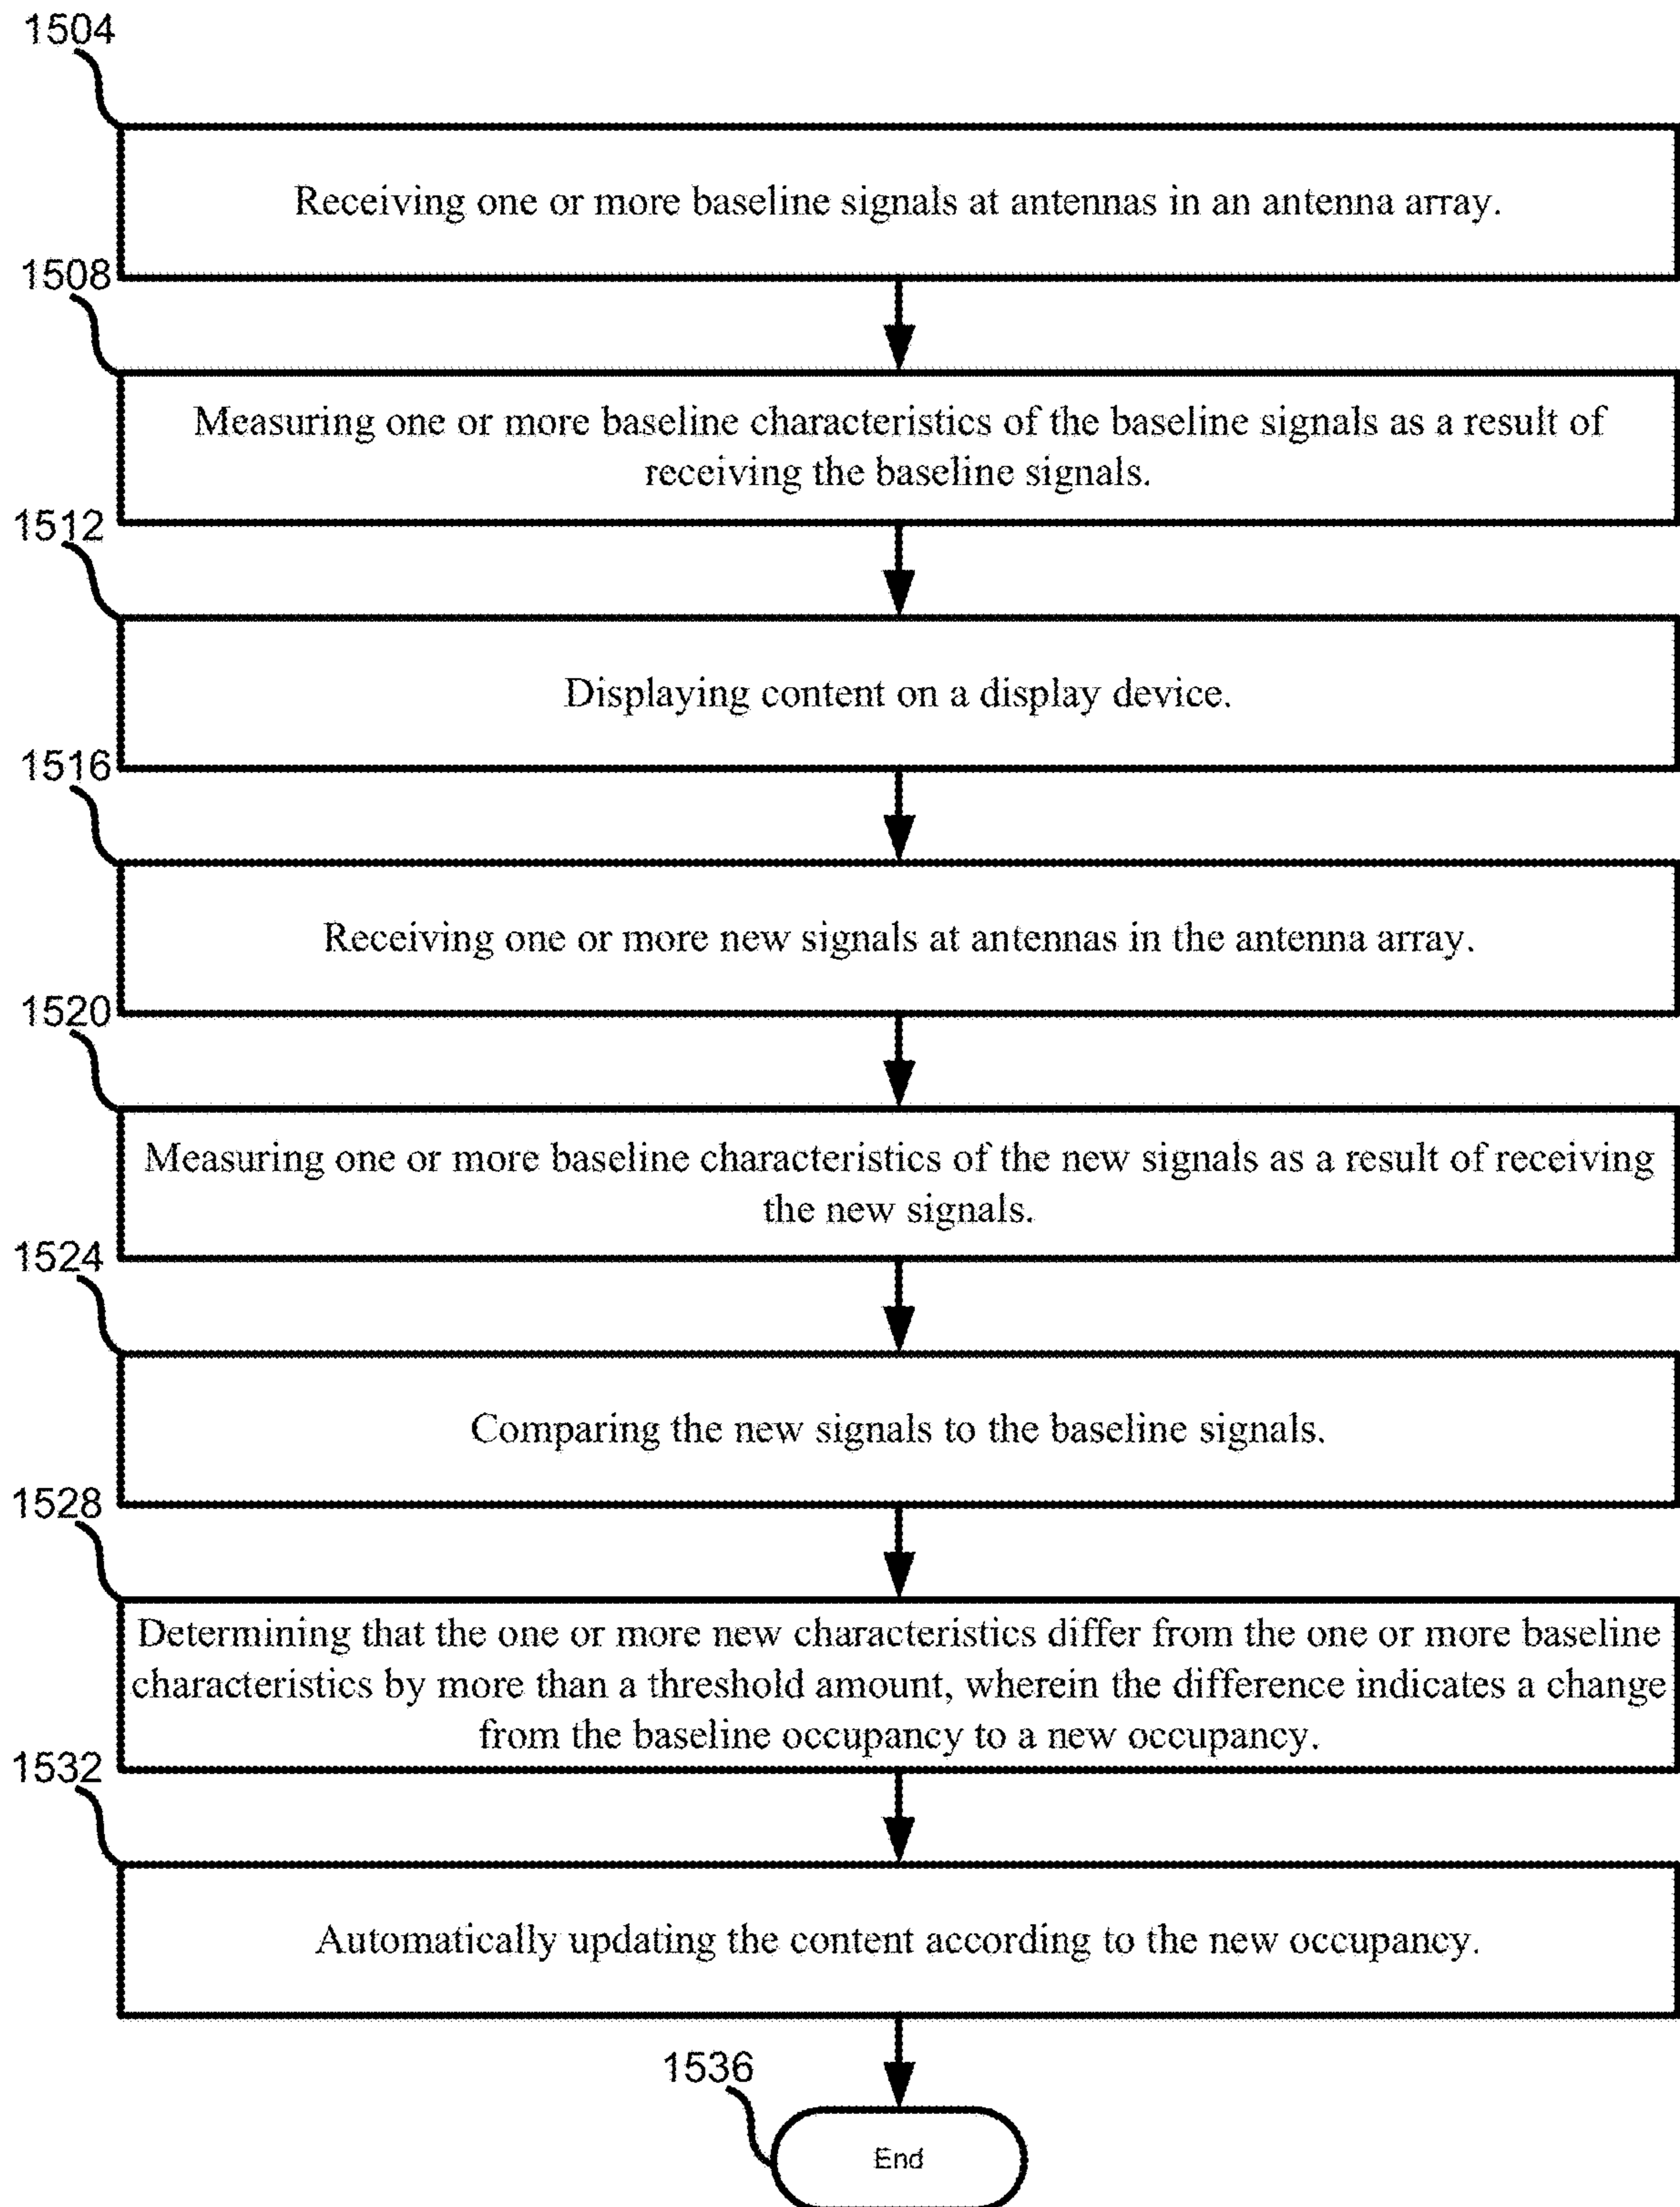 1504
Receiving one or more baseline signals at antennas in an antenna array.
1508
Measuring one or more baseline characteristics of the baseline signals as a result of
receiving the baseline signals.
1512
Displaying content on a display device.
1516
Receiving one or more new signals at antennas in the antenna array.
1520
Measuring one or more baseline characteristics of the new signals as a result of receiving
the new signals.
1524
Comparing the new signals to the baseline signals.
1528
Determining that the one or more new characteristics differ from the one or more baseline
characteristics by more than a threshold amount, wherein the difference indicates a change
from the baseline occupancy to a new occupancy.
1532
Automatically updating the content according to the new occupancy.
1536
End